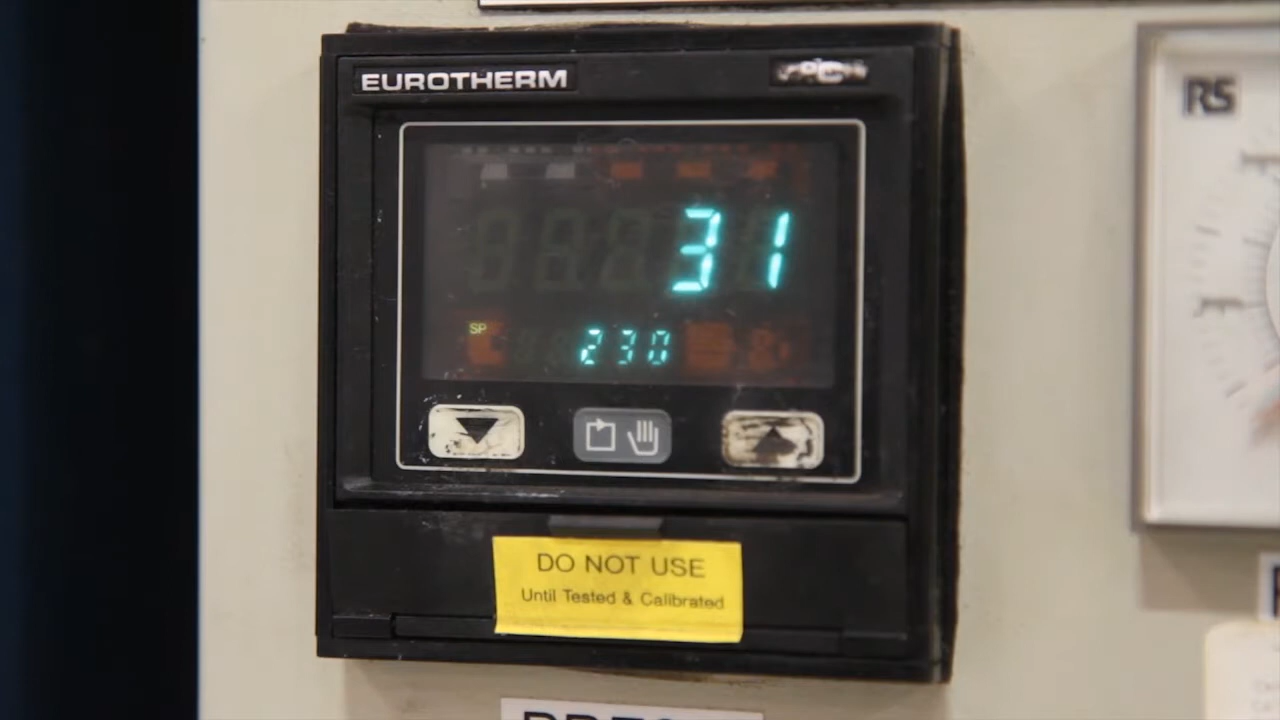 EUROTHERM
RS
31
SP
230
DO NOT USE
Until Tested & Calibrated